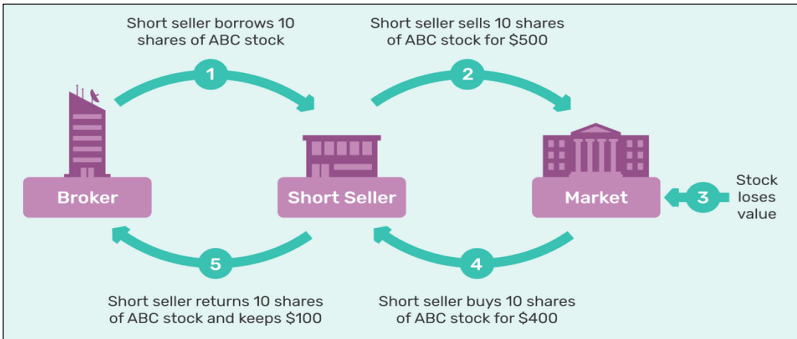 Short seller borrows 10
shares of ABC stock
Short seller sells 10 shares
of ABC stock for $500
1
2
Broker
Short Seller
Market
3
Stock
loses
value
5
4
Short seller returns 10 shares
of ABC stock and keeps $100
Short seller buys 10 shares
of ABC stock for $400